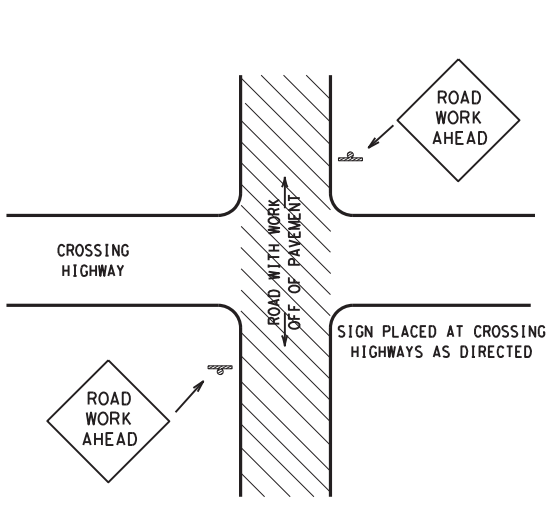 ROAD
WORK
AHEAD
CROSSING
HIGHWAY
ROAD WITH WORK
OFF OF PAVEMENT
SIGN PLACED AT CROSSING
HIGHWAYS AS DIRECTED
ROAD
WORK
AHEAD